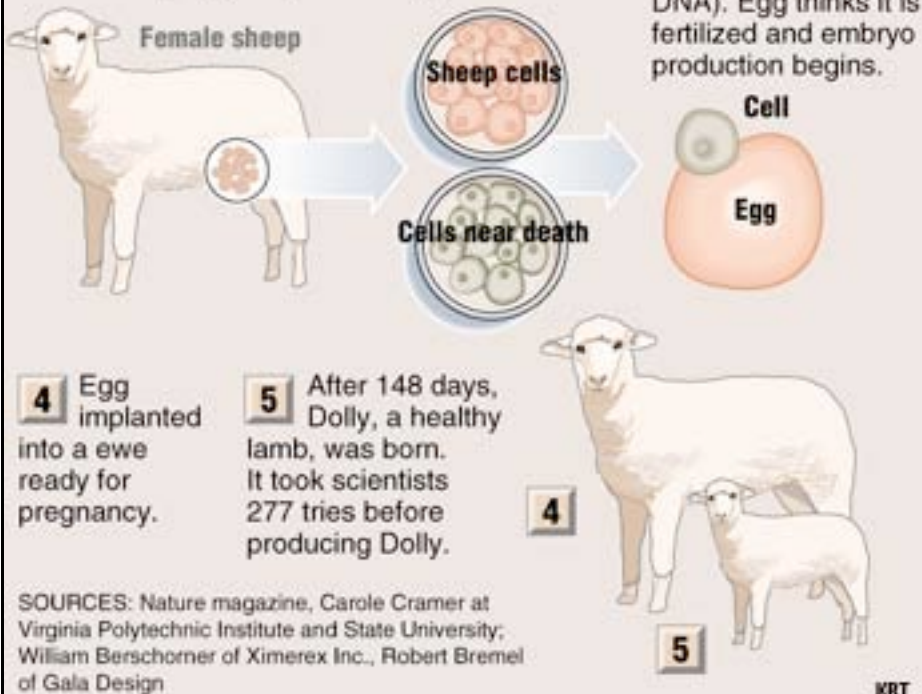 DNA). Egg thinks it is
fertilized and embryo
production begins.
Female sheep
Sheep cells
Cells near death
Cell
Egg
4 Egg
implanted
into a ewe
ready for
pregnancy.
5 After 148 days,
Dolly, a healthy
lamb, was born.
It took scientists
277 tries before
producing Dolly.
4
5
SOURCES: Nature magazine, Carole Cramer at
Virginia Polytechnic Institute and State University;
William Berschorner of Ximerex Inc., Robert Bremel
of Gala Design
KRT